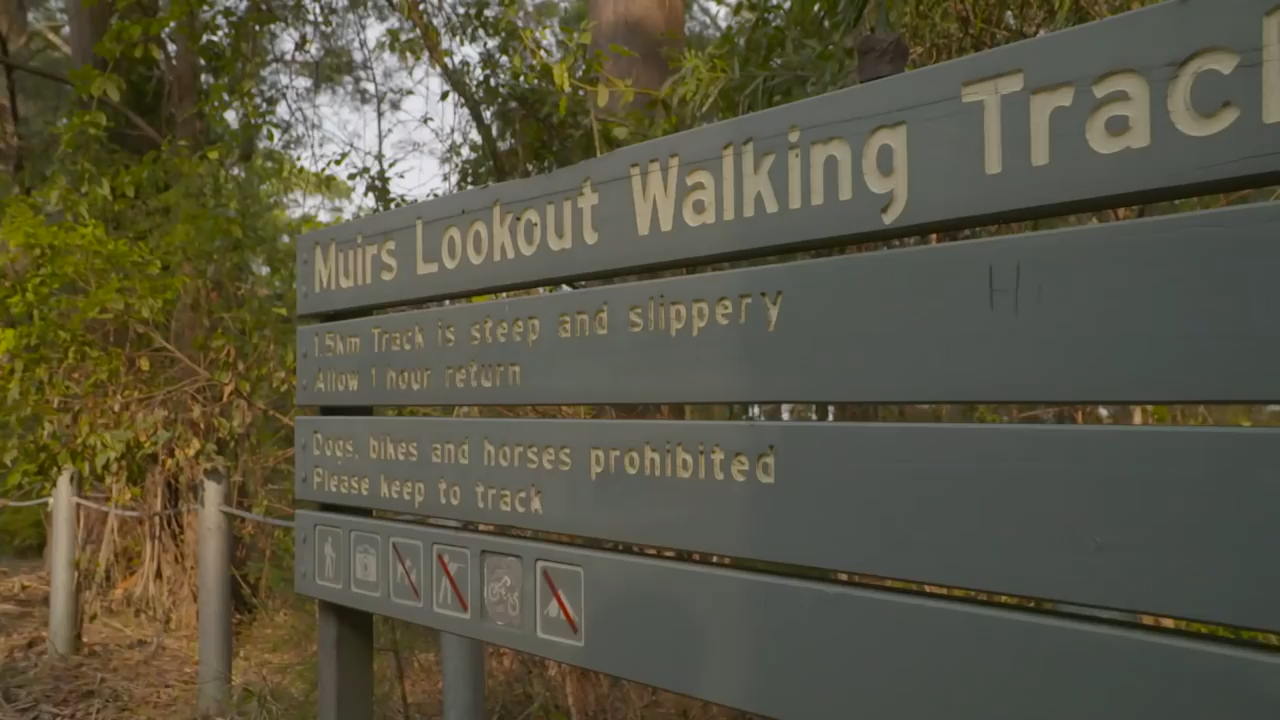 Muirs Lookout Walking Track
1.5km Track is steep and slippery
Allow 1 hour return
Dogs, bikes and horses prohibited
Please keep to track